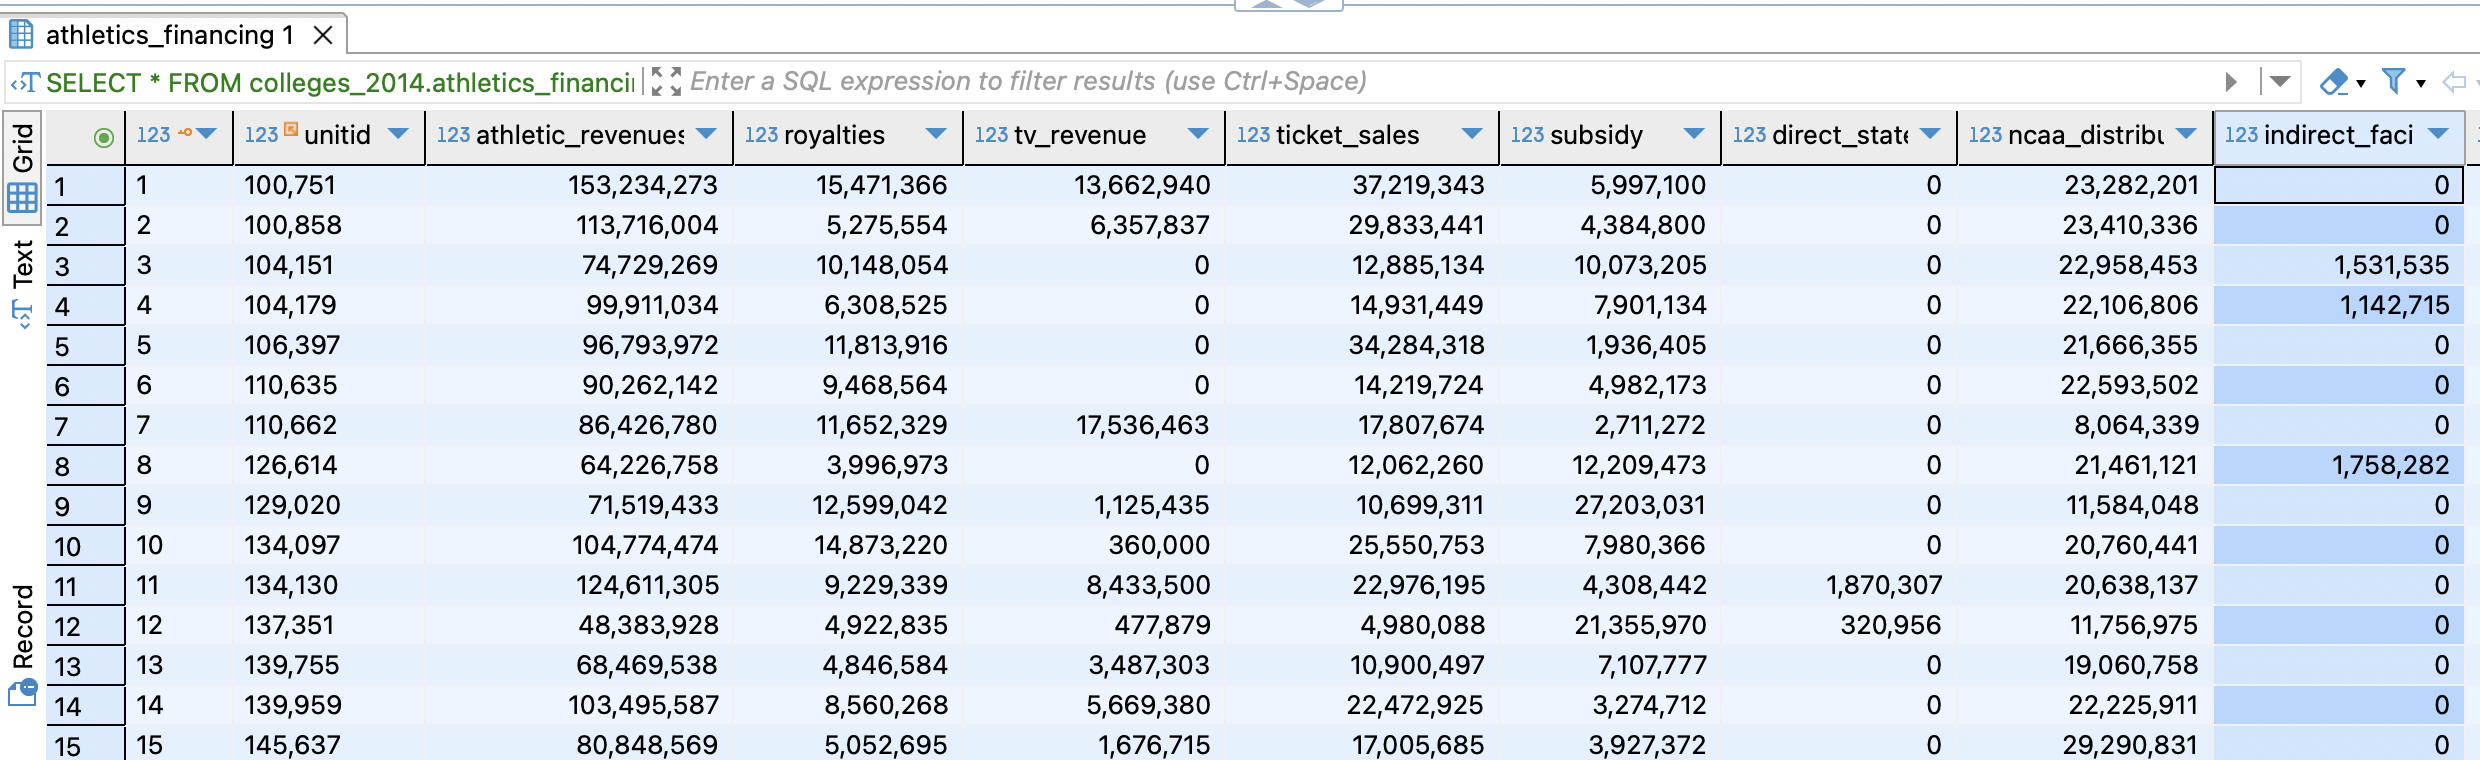 athletics_financing 1
SELECT * FROM colleges_2014.athletics_financi Enter a SQL expression to filter results (use Ctrl+Space)
Grid
Text
Record
123 123 unitid 123 athletic_revenues 123 royalties 123 tv_revenue 123 ticket_sales 123 subsidy 123 direct_state 123 ncaa_distribu 123 indirect_faci
1 1 100,751 153,234,273 15,471,366 13,662,940 37,219,343 5,997,100 0 23,282,201 0
2 2 100,858 113,716,004 5,275,554 6,357,837 29,833,441 4,384,800 0 23,410,336 0
3 3 104,151 74,729,269 10,148,054 0 12,885,134 10,073,205 0 22,958,453 1,531,535
4 4 104,179 99,911,034 6,308,525 0 14,931,449 7,901,134 0 22,106,806 1,142,715
5 5 106,397 96,793,972 11,813,916 0 34,284,318 1,936,405 0 21,666,355 0
6 6 110,635 90,262,142 9,468,564 0 14,219,724 4,982,173 0 22,593,502 0
7 7 110,662 86,426,780 11,652,329 17,536,463 17,807,674 2,711,272 0 8,064,339 0
8 8 126,614 64,226,758 3,996,973 0 12,062,260 12,209,473 0 21,461,121 1,758,282
9 9 129,020 71,519,433 12,599,042 1,125,435 10,699,311 27,203,031 0 11,584,048 0
10 10 134,097 104,774,474 14,873,220 360,000 25,550,753 7,980,366 0 20,760,441 0
11 11 134,130 124,611,305 9,229,339 8,433,500 22,976,195 4,308,442 1,870,307 20,638,137 0
12 12 137,351 48,383,928 4,922,835 477,879 4,980,088 21,355,970 320,956 11,756,975 0
13 13 139,755 68,469,538 4,846,584 3,487,303 10,900,497 7,107,777 0 19,060,758 0
14 14 139,959 103,495,587 8,560,268 5,669,380 22,472,925 3,274,712 0 22,225,911 0
15 15 145,637 80,848,569 5,052,695 1,676,715 17,005,685 3,927,372 0 29,290,831 0